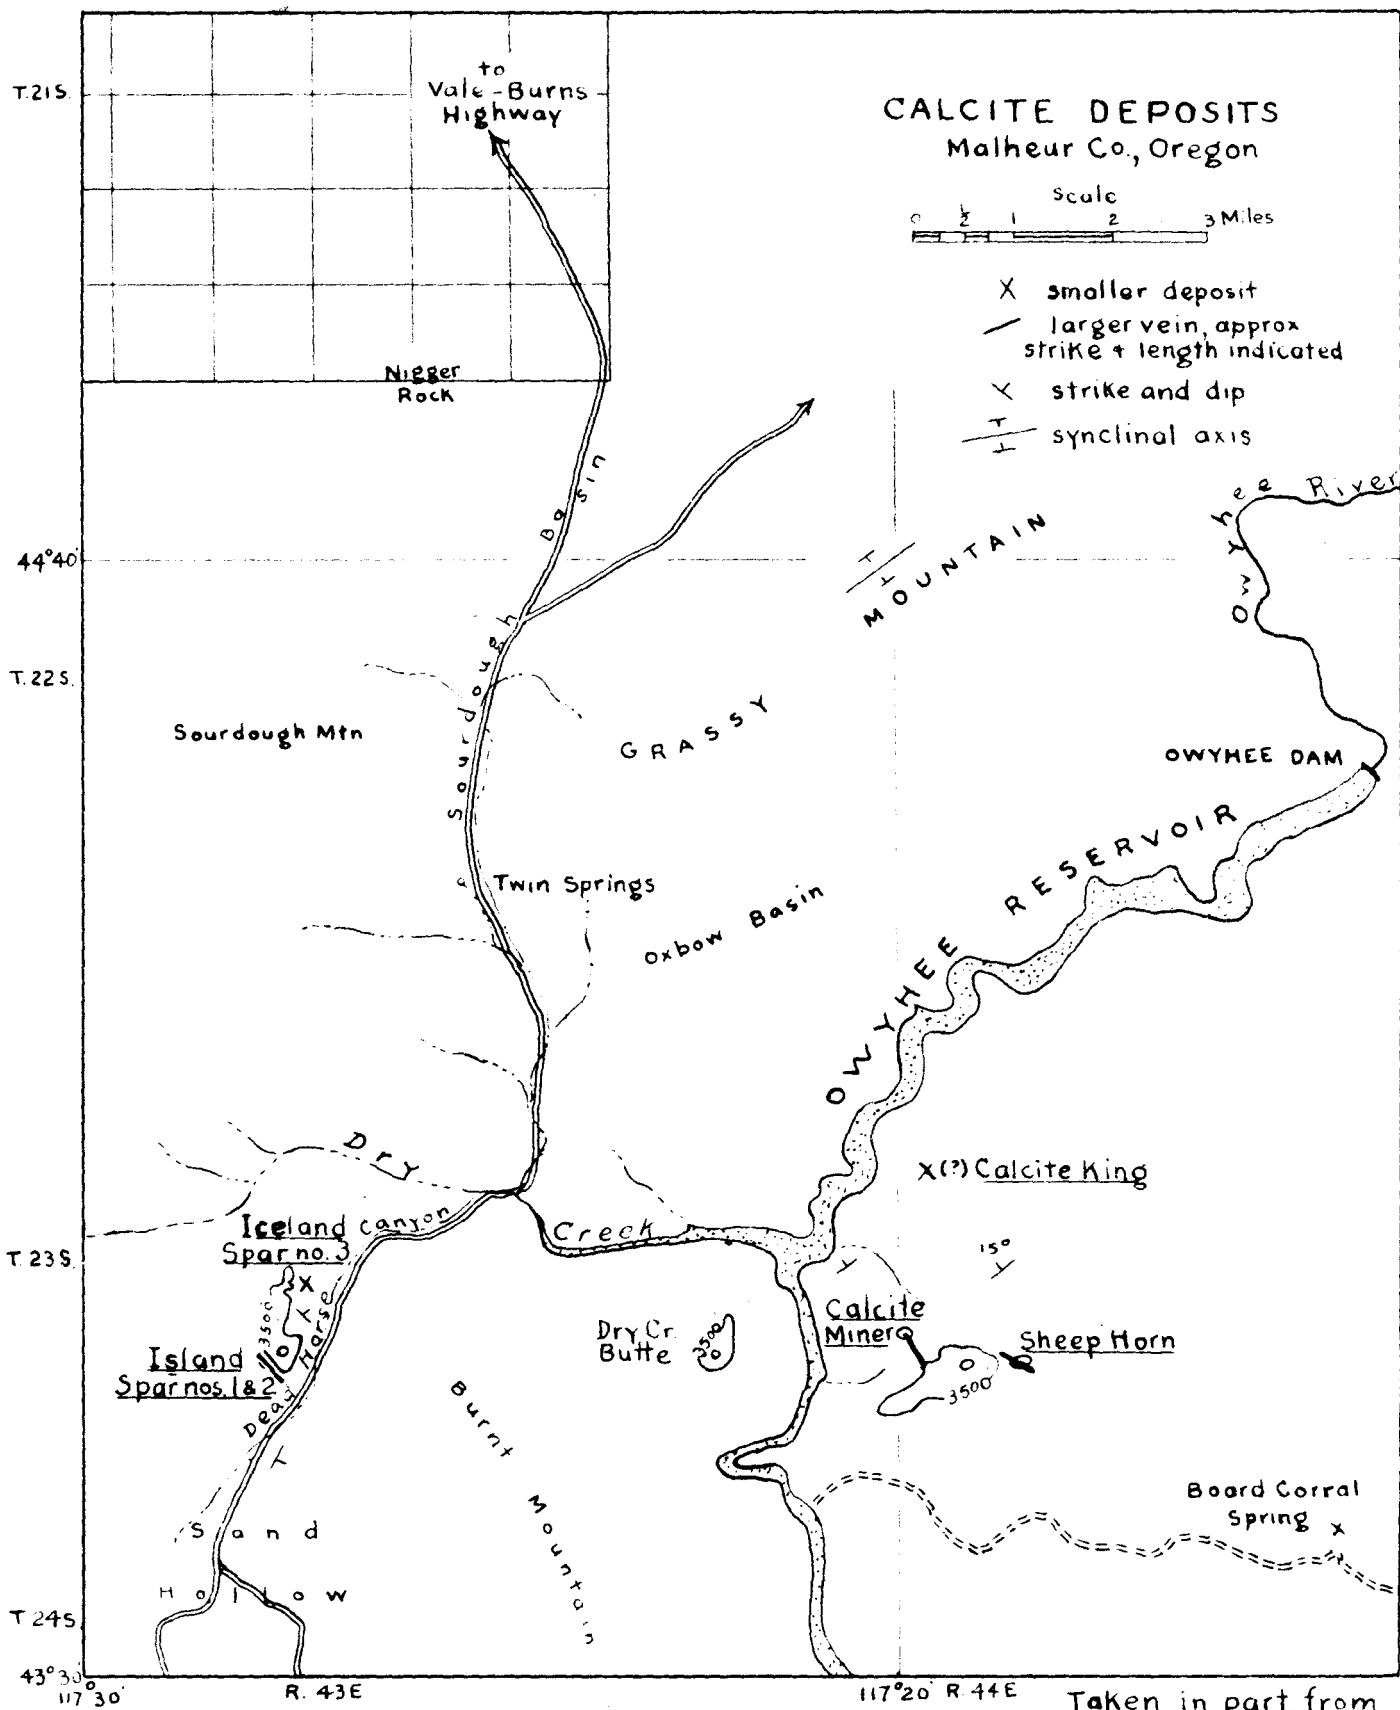 T.21S.
to
Vale-Burns
Highway
CALCITE DEPOSITS
Malheur Co., Oregon
Scale
0 ½ 1 2 3 Miles
X smaller deposit
larger vein, approx
strike + length indicated
strike and dip
synclinal axis
Nigger
Rock
Sourdough Basin
Owyhee River
44°40'
MOUNTAIN
T.22S.
Sourdough Mtn
GRASSY
OWYHEE DAM
OWYHEE RESERVOIR
Twin Springs
Oxbow Basin
Dry
X(?) Calcite King
Iceland
Spar no. 3
Canyon
Creek
T. 23S.
X
15°
3500
Dead Horse
Dry Cr.
Butte
3500
Calcite
Miner
Sheep Horn
3500
Island
Spar nos. 1 & 2
Burnt Mountain
Board Corral
Spring X
Sand
Hollow
T 24S.
43°30'
117°30'
R. 43E
117°20'
R. 44E
Taken in part from